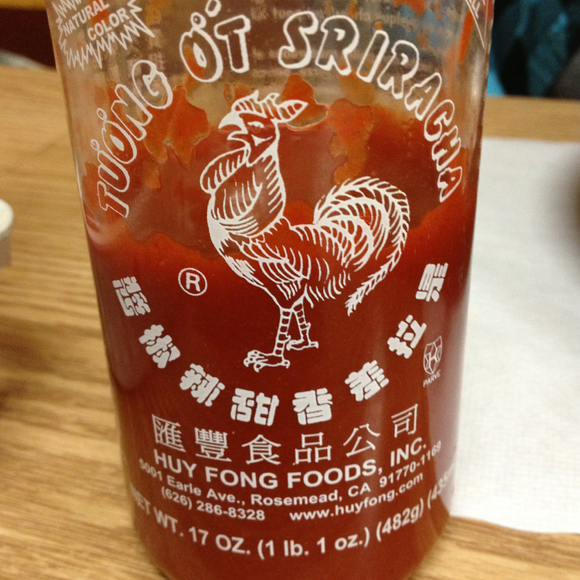 NATURAL
COLOR
TƯƠNG ỚT SRIRACHA
®
是拉差香甜辣椒醬
PARVE
匯豐食品公司
HUY FONG FOODS, INC.
5001 Earle Ave., Rosemead, CA 91770-1169
(626) 286-8328 www.huyfong.com
NET WT. 17 OZ. (1 lb. 1 oz.) (482g)